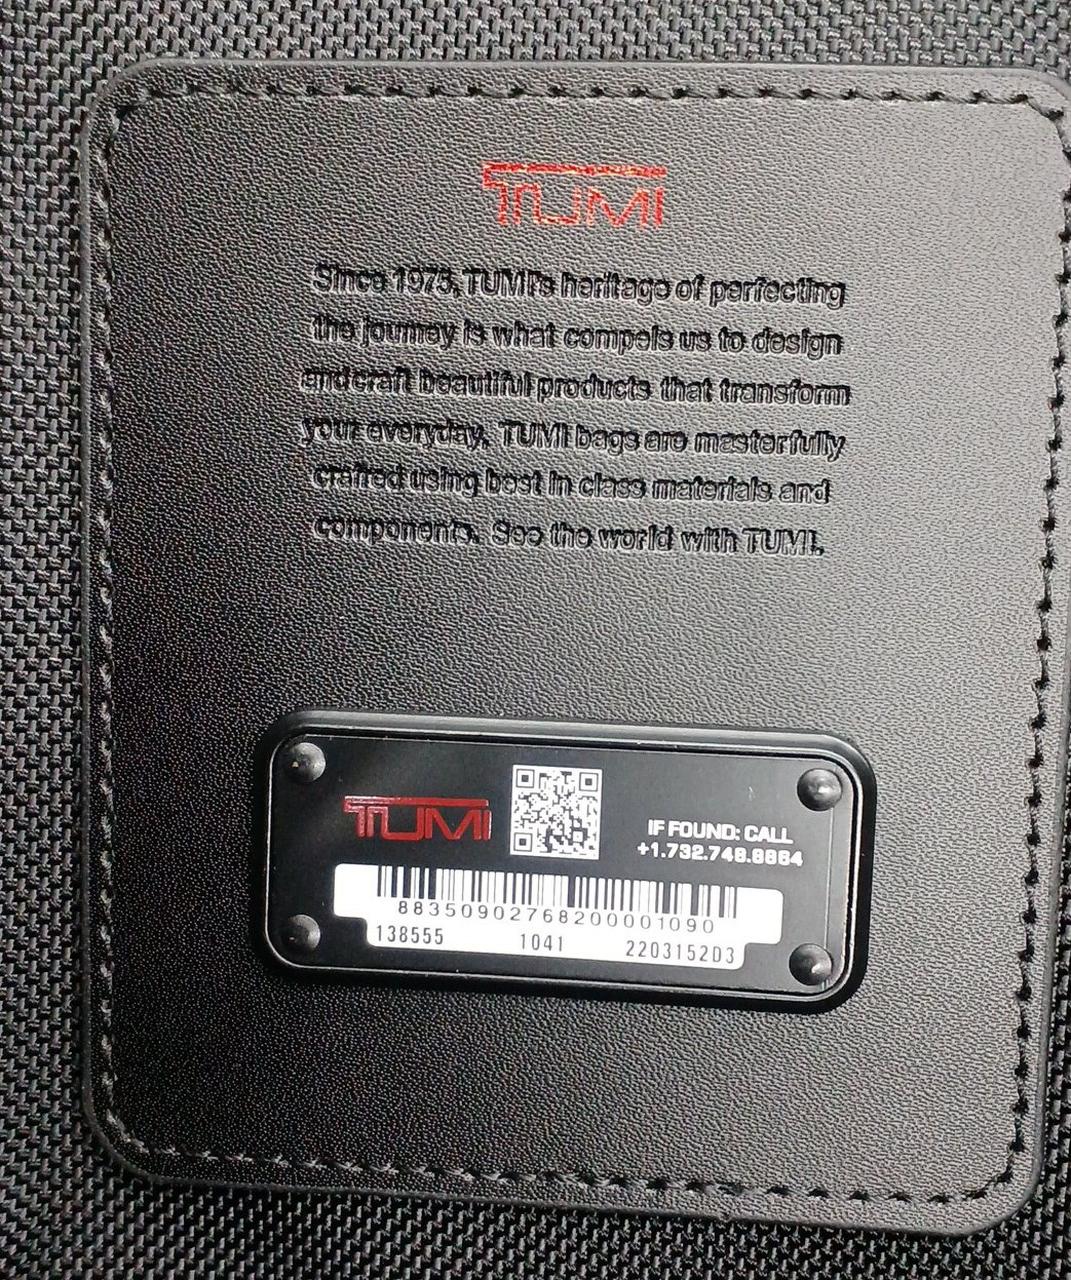 TUMI
Since 1975, TUMI's heritage of perfecting
the journey is what compels us to design
and craft beautiful products that transform
your everyday. TUMI bags are masterfully
crafted using best in class materials and
components. See the world with TUMI.
TUMI
IF FOUND: CALL
+1.732.748.8864
88350902768200001090
138555 1041 2203152D3